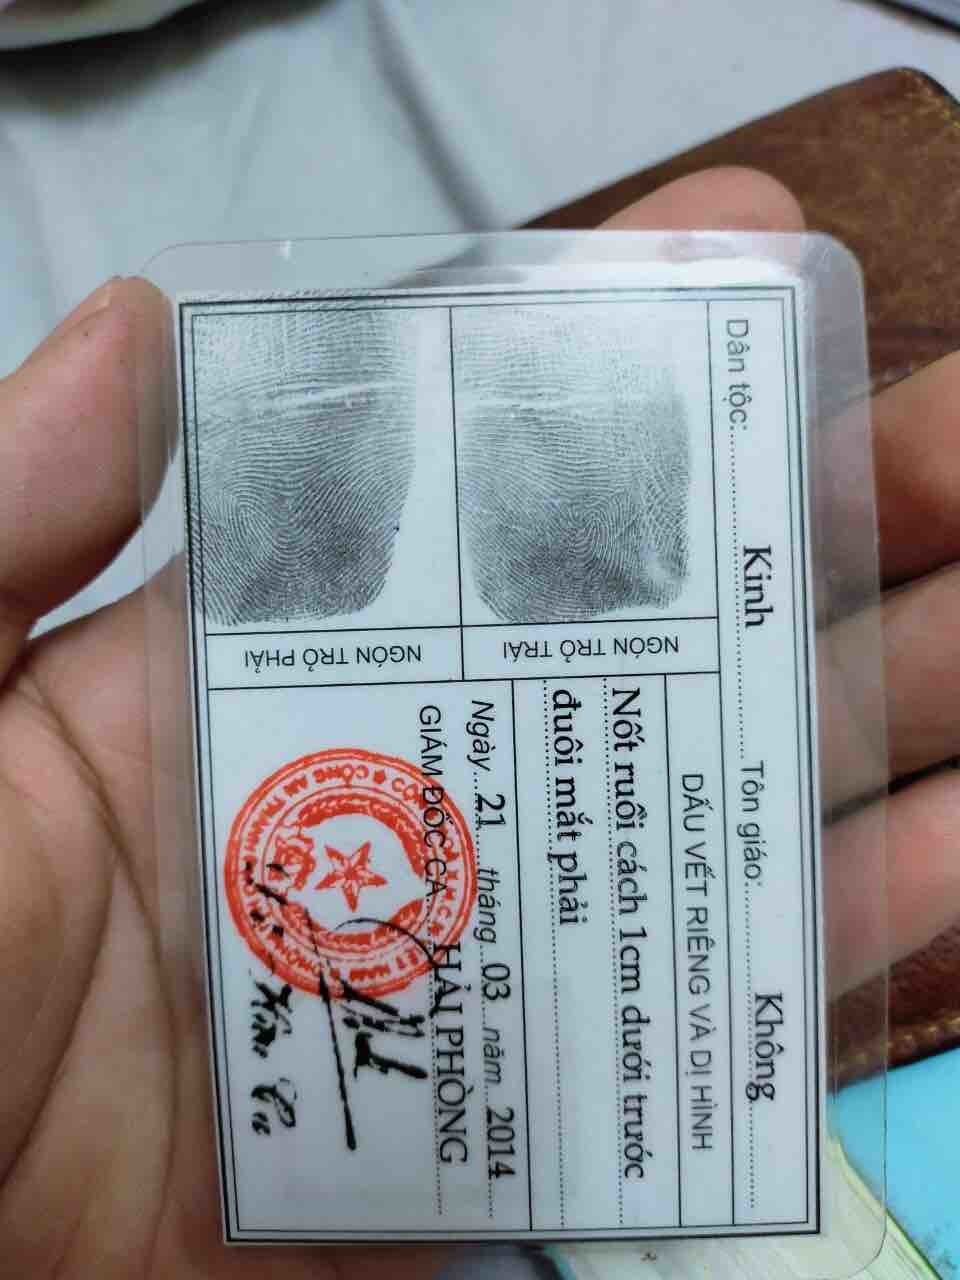 Dân tộc: Kinh Tôn giáo: Không
NGÓN TRỎ TRÁI
NGÓN TRỎ PHẢI
DẤU VẾT RIÊNG VÀ DỊ HÌNH
Nốt ruồi cách 1cm dưới trước
đuôi mắt phải
Ngày 21 tháng 03 năm 2014
GIÁM ĐỐC CA HẢI PHÒNG